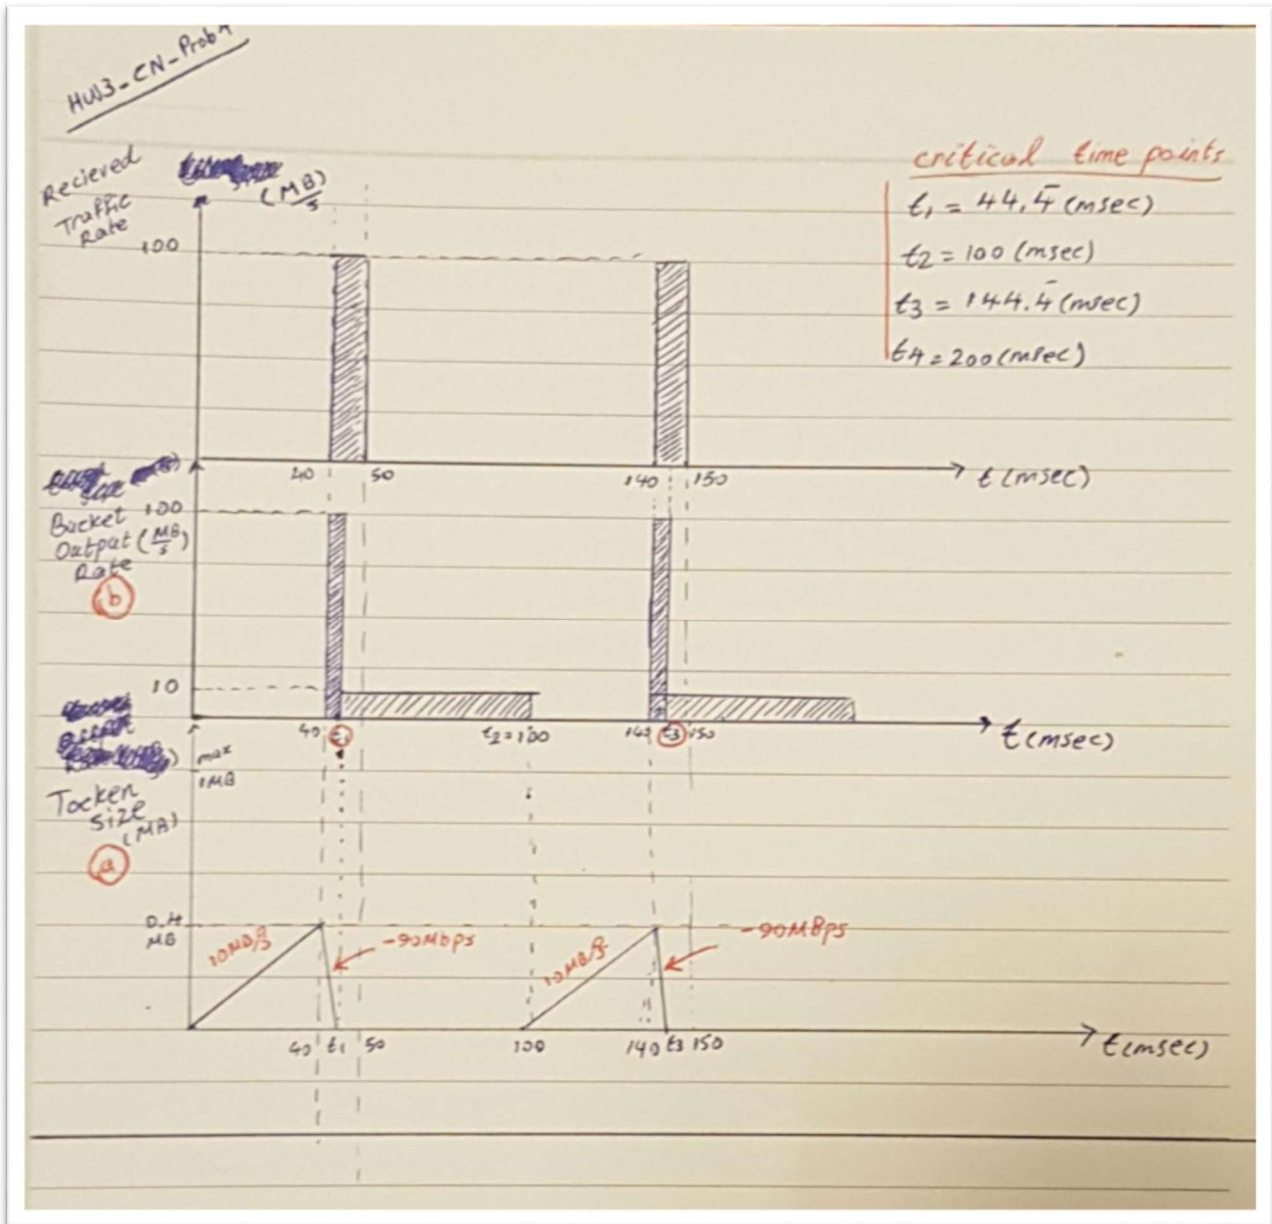 HW3-CN-Prob4
critical time points
t1 = 44.4̄ (msec)
t2 = 100 (msec)
t3 = 144.4̄ (msec)
t4 = 200 (msec)
Recieved
Traffic
Rate
(MB/s)
100
40 50 140 150 t (msec)
Bucket
Output (MB/s)
Rate
b
100
10
40 t1 t2=100 140 t3 150 t (msec)
max
1MB
Tocken
size
(MB)
a
0.4
MB
10MB/s -90Mbps 10MB/s -90MBps
40 t1 50 100 140 t3 150 t (msec)